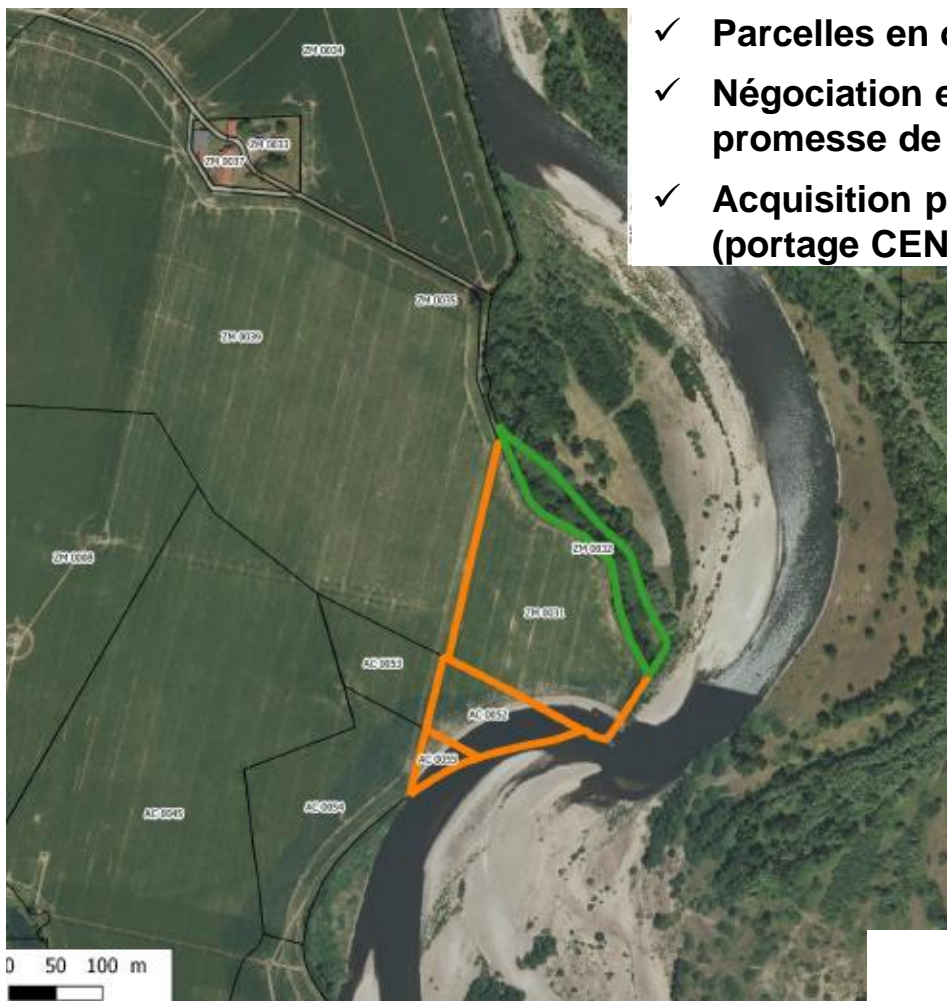 ✓ Parcelles en
✓ Négociation
promesse de
✓ Acquisition
(portage CEN
ZM 0034
ZM 0033
ZM 0037
ZM 0035
ZM 0039
ZM 0008
ZM 0032
ZM 0031
AC 0053
AC 0052
AC 0055
AC 0054
AC 0045
0 50 100 m